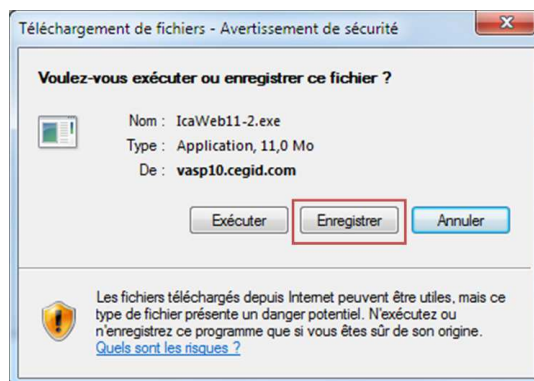 Téléchargement de fichiers - Avertissement de sécurité
Voulez-vous exécuter ou enregistrer ce fichier ?
Nom : IcaWeb11-2.exe
Type : Application, 11,0 Mo
De : vasp10.cegid.com
Exécuter Enregistrer Annuler
Les fichiers téléchargés depuis Internet peuvent être utiles, mais ce
type de fichier présente un danger potentiel. N'exécutez ou
n'enregistrez ce programme que si vous êtes sûr de son origine.
Quels sont les risques ?